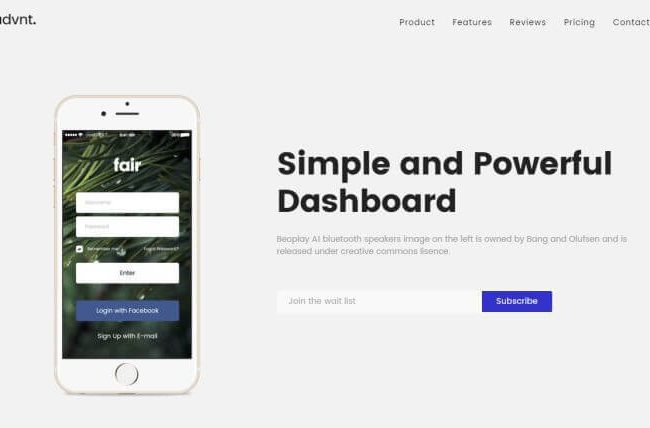 advnt.
Product Features Reviews Pricing Contact
fair
Username
Password
Remember me Forgot Password?
Enter
Login with Facebook
Sign Up with E-mail
Simple and Powerful
Dashboard
Beoplay A1 bluetooth speakers image on the left is owned by Bang and Olufsen and is
released under creative commons lisence.
Join the wait list Subscribe